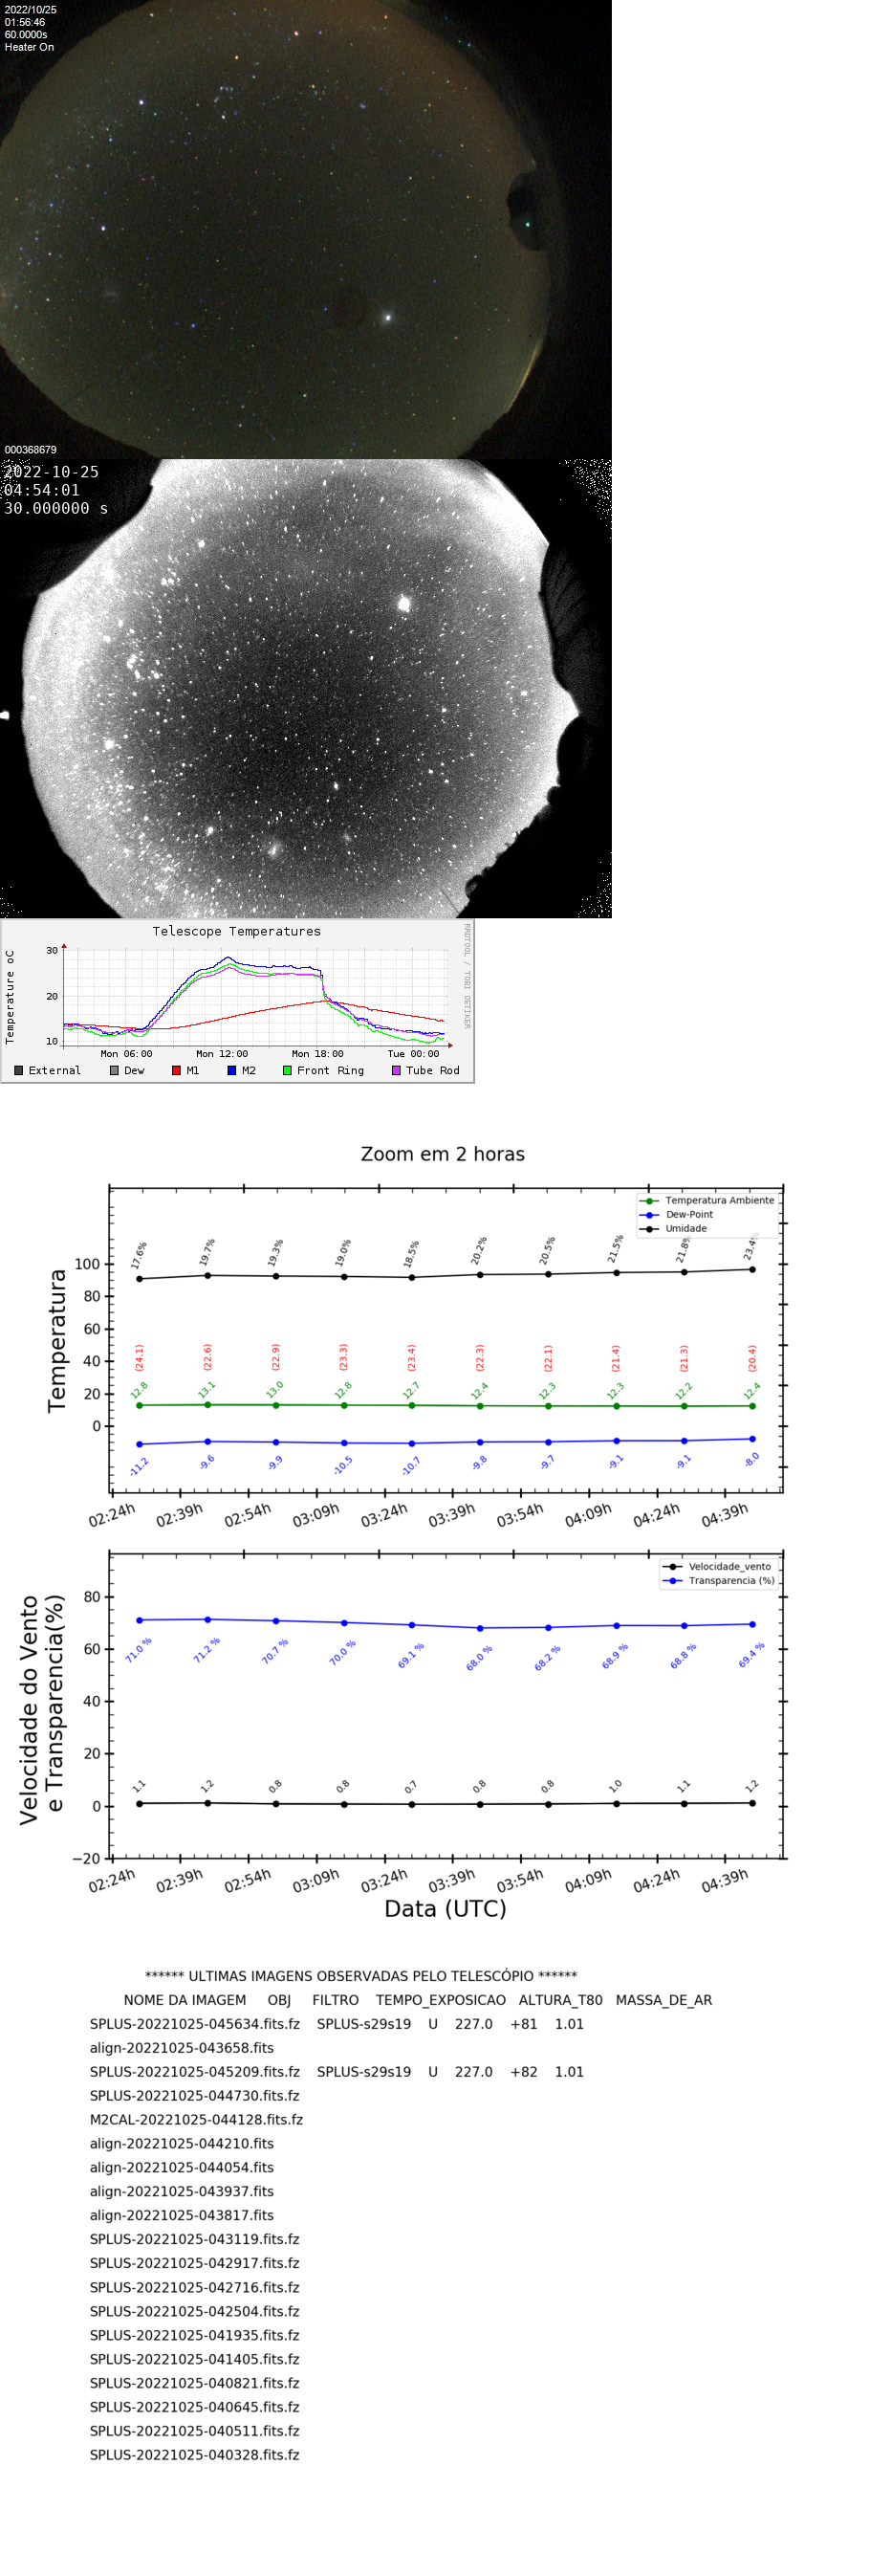 2022/10/25
01:56:46
60.0000s
Heater On
000368679
2022-10-25
04:54:01
30.000000 s
Telescope Temperatures
RRDTOOL / TOBI OETIKER
Temperature oC
30
20
10
Mon 06:00 Mon 12:00 Mon 18:00 Tue 00:00
External Dew M1 M2 Front Ring Tube Rod
Zoom em 2 horas
Temperatura Ambiente
Dew-Point
Umidade
Temperatura
100
80
60
40
20
0
17.6% 19.7% 19.3% 19.0% 18.5% 20.2% 20.5% 21.5% 21.8% 23.4%
(24.1) (22.6) (22.9) (23.3) (23.4) (22.3) (22.1) (21.4) (21.3) (20.4)
12.8 13.1 13.0 12.8 12.7 12.4 12.3 12.3 12.2 12.4
-11.2 -9.6 -9.9 -10.5 -10.7 -9.8 -9.7 -9.1 -9.1 -8.0
02:24h 02:39h 02:54h 03:09h 03:24h 03:39h 03:54h 04:09h 04:24h 04:39h
Velocidade_vento
Transparencia (%)
Velocidade do Vento
e Transparencia(%)
80
60
40
20
0
−20
71.0 % 71.2 % 70.7 % 70.0 % 69.1 % 68.0 % 68.2 % 68.9 % 68.8 % 69.4 %
1.1 1.2 0.8 0.8 0.7 0.8 0.8 1.0 1.1 1.2
02:24h 02:39h 02:54h 03:09h 03:24h 03:39h 03:54h 04:09h 04:24h 04:39h
Data (UTC)
****** ULTIMAS IMAGENS OBSERVADAS PELO TELESCÓPIO ******
NOME DA IMAGEM OBJ FILTRO TEMPO_EXPOSICAO ALTURA_T80 MASSA_DE_AR
SPLUS-20221025-045634.fits.fz SPLUS-s29s19 U 227.0 +81 1.01
align-20221025-043658.fits
SPLUS-20221025-045209.fits.fz SPLUS-s29s19 U 227.0 +82 1.01
SPLUS-20221025-044730.fits.fz
M2CAL-20221025-044128.fits.fz
align-20221025-044210.fits
align-20221025-044054.fits
align-20221025-043937.fits
align-20221025-043817.fits
SPLUS-20221025-043119.fits.fz
SPLUS-20221025-042917.fits.fz
SPLUS-20221025-042716.fits.fz
SPLUS-20221025-042504.fits.fz
SPLUS-20221025-041935.fits.fz
SPLUS-20221025-041405.fits.fz
SPLUS-20221025-040821.fits.fz
SPLUS-20221025-040645.fits.fz
SPLUS-20221025-040511.fits.fz
SPLUS-20221025-040328.fits.fz